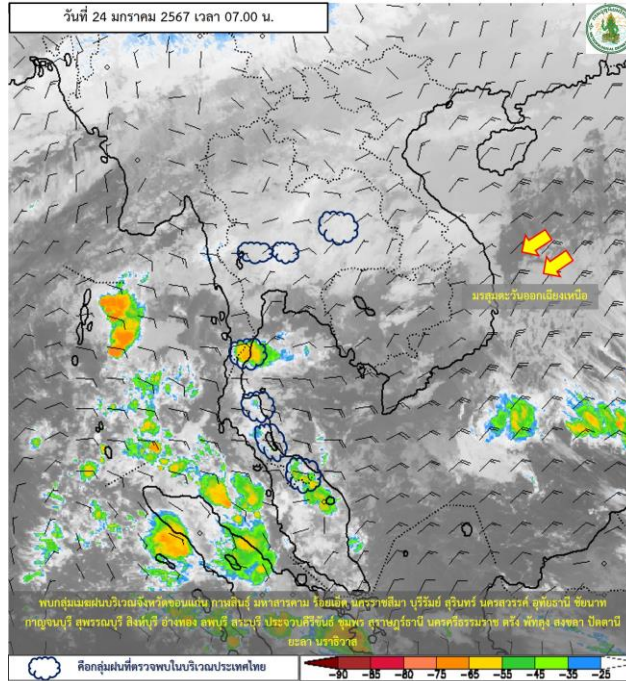 วันที่ 24 มกราคม 2567 เวลา 07.00 น.
มรสุมตะวันออกเฉียงเหนือ
พบกลุ่มเมฆฝนบริเวณจังหวัดขอนแก่น กาฬสินธุ์ มหาสารคาม ร้อยเอ็ด นครราชสีมา บุรีรัมย์ สุรินทร์ นครสวรรค์ อุทัยธานี ชัยนาท
กาญจนบุรี สุพรรณบุรี สิงห์บุรี อ่างทอง ลพบุรี สระบุรี ประจวบคีรีขันธ์ ชุมพร สุราษฎร์ธานี นครศรีธรรมราช ตรัง พัทลุง สงขลา ปัตตานี
ยะลา นราธิวาส
คือกลุ่มฝนที่ตรวจพบในบริเวณประเทศไทย
-90 -85 -75 -65 -55 -45 -35 -25